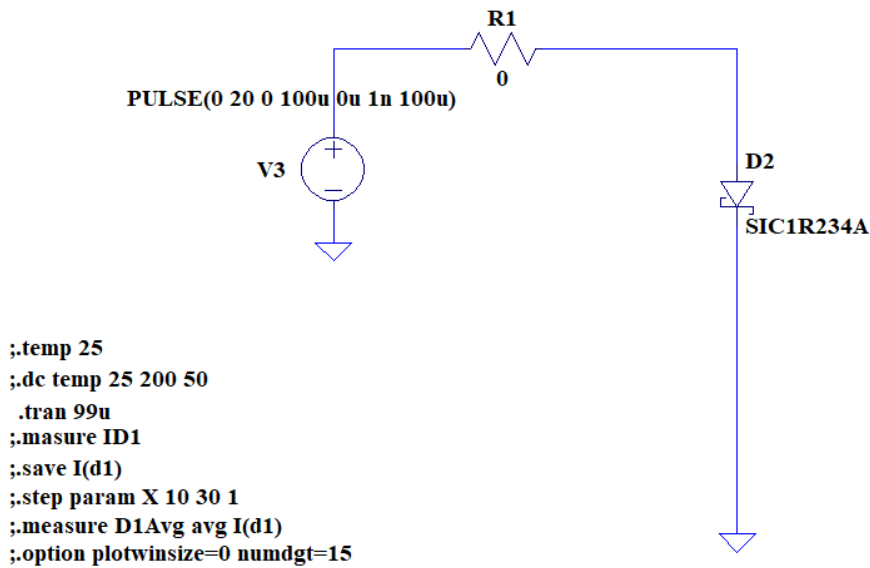 R1
0
PULSE(0 20 0 100u 0u 1n 100u)
V3
D2
SIC1R234A
;.temp 25
;.dc temp 25 200 50
.tran 99u
;.masure ID1
;.save I(d1)
;.step param X 10 30 1
;.measure D1Avg avg I(d1)
;.option plotwinsize=0 numdgt=15